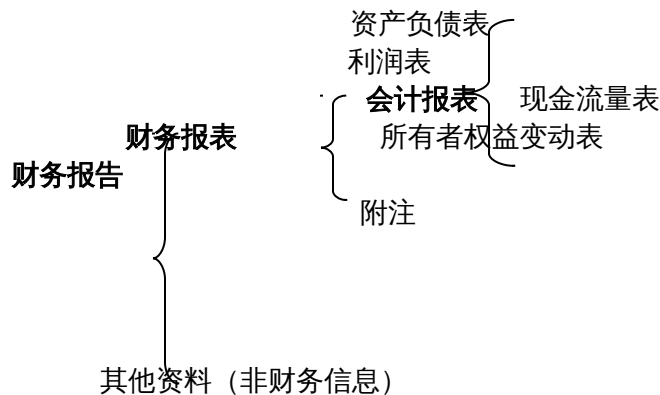 资产负债表
利润表
会计报表 现金流量表
财务报表 所有者权益变动表
财务报告
附注
其他资料（非财务信息）